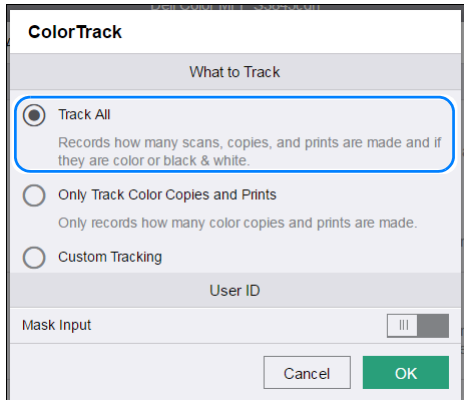 ColorTrack
What to Track
Track All
Records how many scans, copies, and prints are made and if
they are color or black & white.
Only Track Color Copies and Prints
Only records how many color copies and prints are made.
Custom Tracking
User ID
Mask Input
Cancel
OK